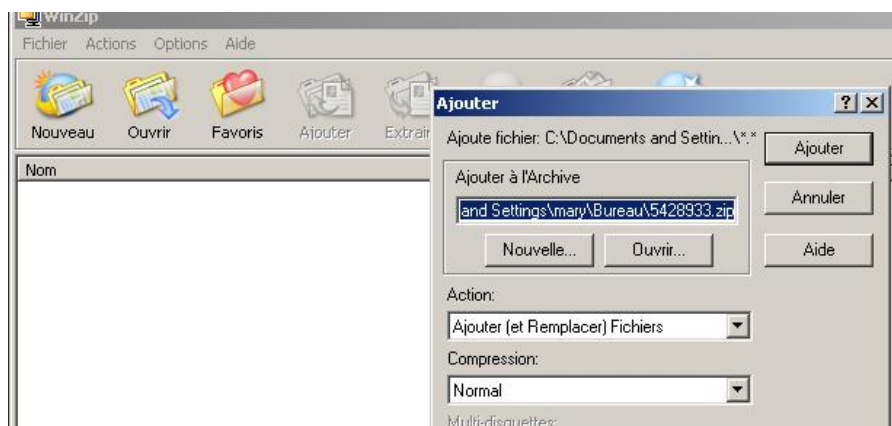 WinZip
Fichier Actions Options Aide
Nouveau Ouvrir Favoris Ajouter Extrair
Nom
Ajouter
Ajoute fichier: C:\Documents and Settin...\*.*
Ajouter
Ajouter à l'Archive
and Settings\mary\Bureau\5428933.zip
Annuler
Nouvelle... Ouvrir...
Aide
Action:
Ajouter (et Remplacer) Fichiers
Compression:
Normal
Multi-disquettes: